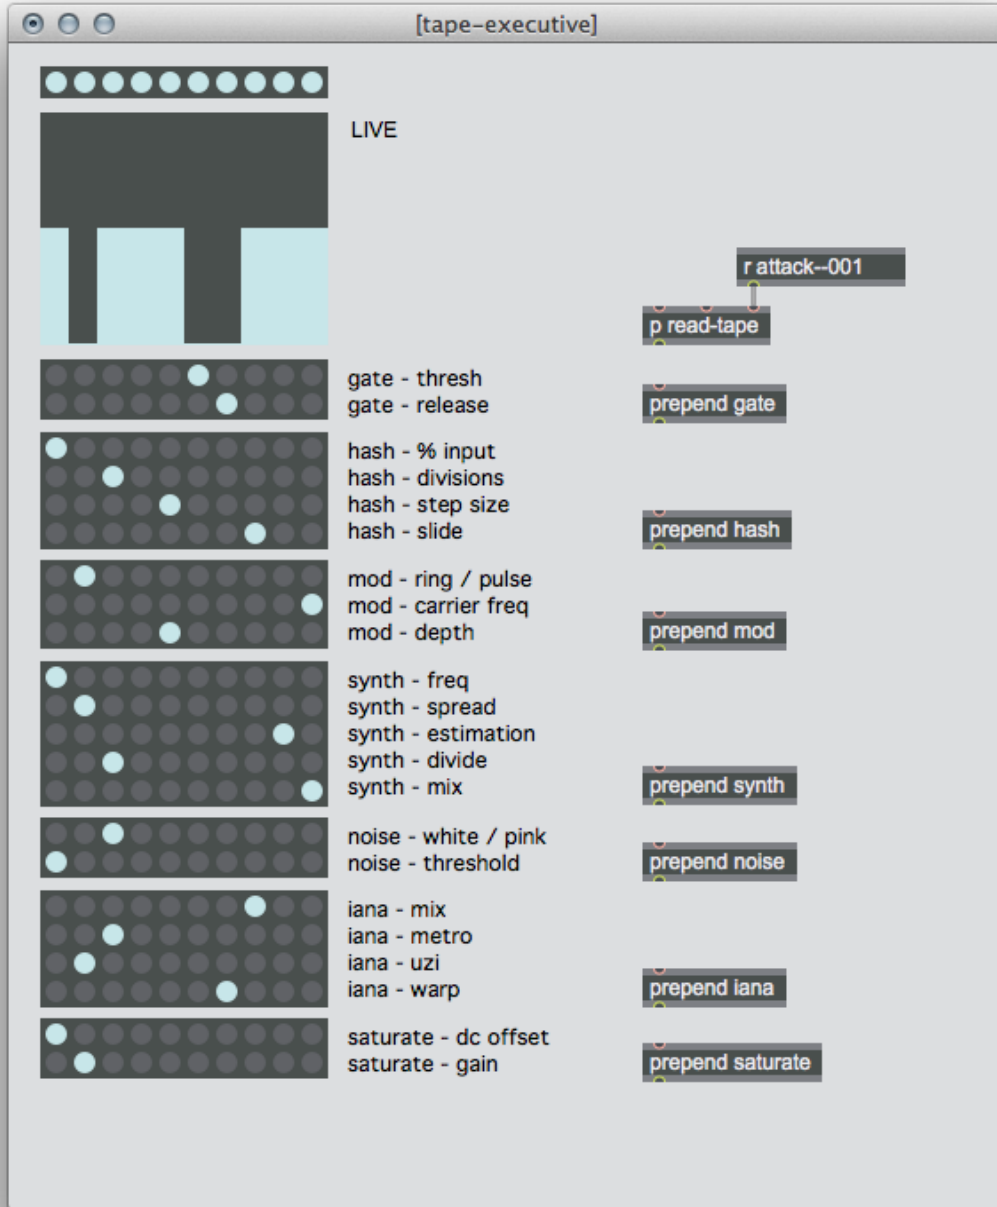 [tape-executive]
LIVE
r attack--001
p read-tape
gate - thresh
gate - release
prepend gate
hash - % input
hash - divisions
hash - step size
hash - slide
prepend hash
mod - ring / pulse
mod - carrier freq
mod - depth
prepend mod
synth - freq
synth - spread
synth - estimation
synth - divide
synth - mix
prepend synth
noise - white / pink
noise - threshold
prepend noise
iana - mix
iana - metro
iana - uzi
iana - warp
prepend iana
saturate - dc offset
saturate - gain
prepend saturate